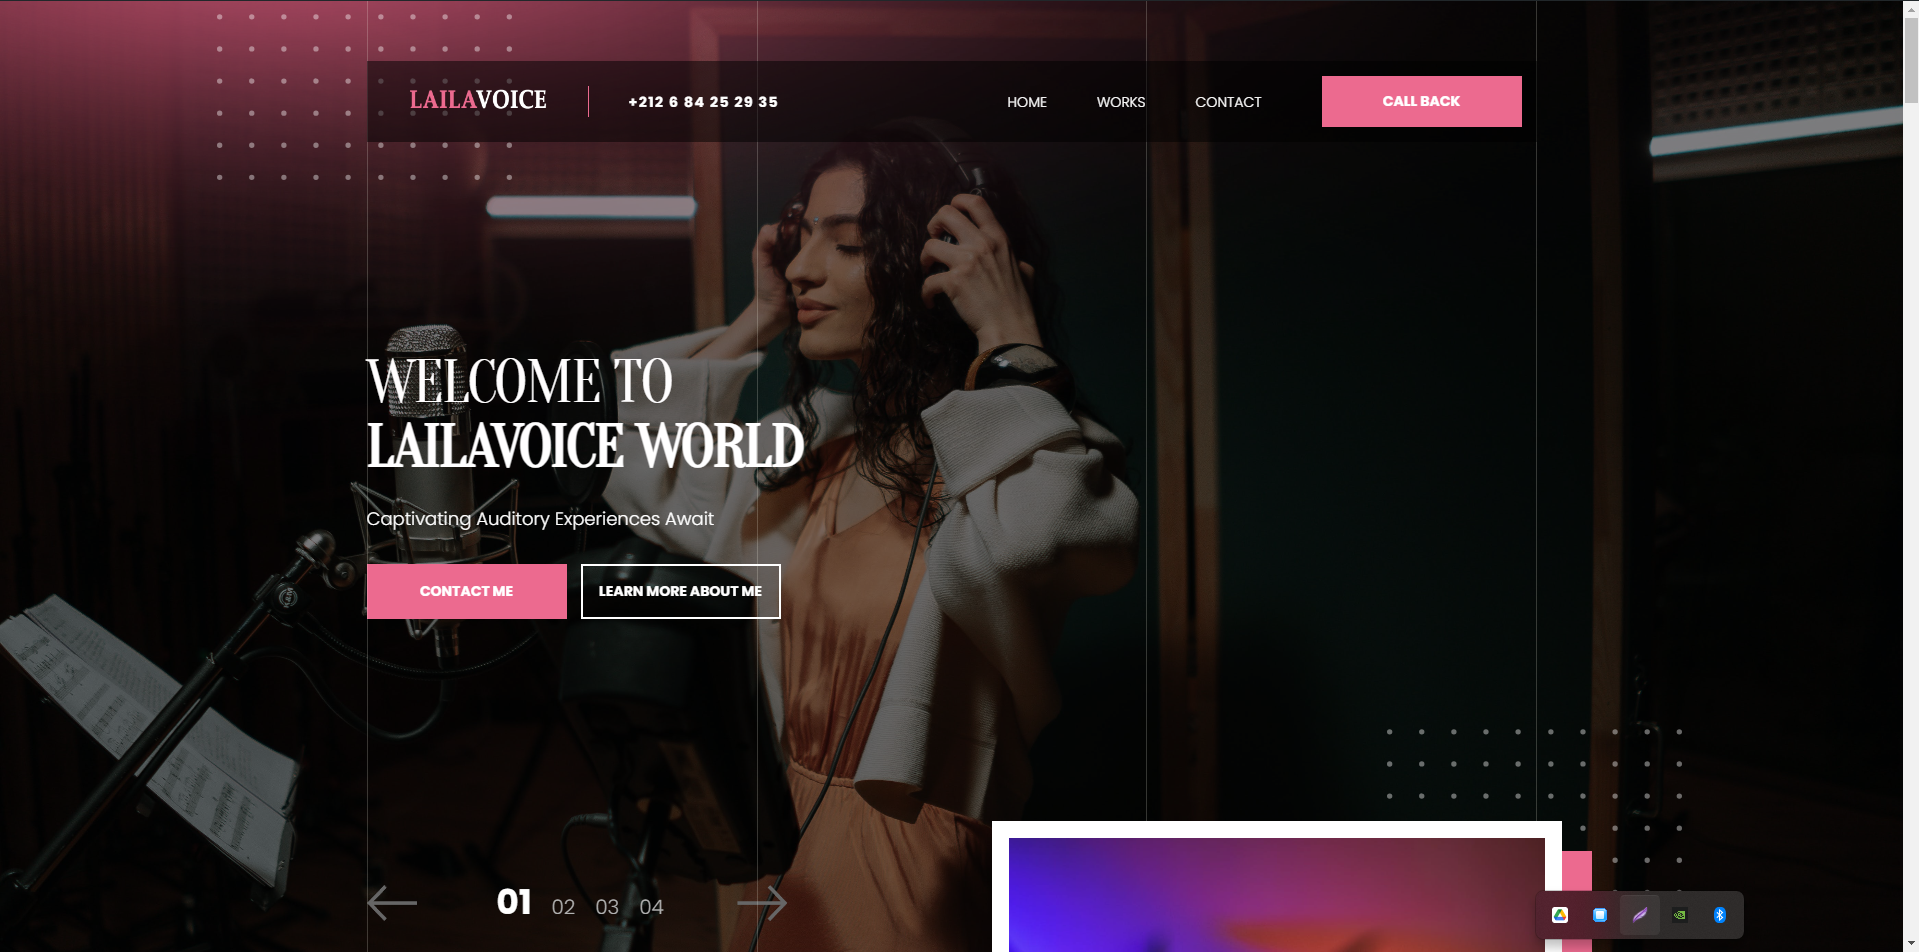 LAILAVOICE
+212 6 84 25 29 35
HOME
WORKS
CONTACT
CALL BACK
WELCOME TO
LAILAVOICE WORLD
Captivating Auditory Experiences Await
CONTACT ME
LEARN MORE ABOUT ME
01 02 03 04